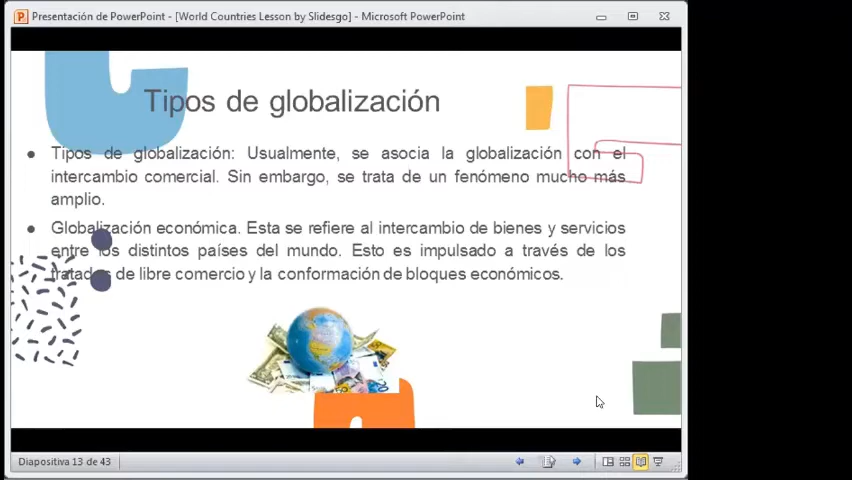 Presentación de PowerPoint - [World Countries Lesson by Slidesgo] - Microsoft PowerPoint
Tipos de globalización
● Tipos de globalización: Usualmente, se asocia la globalización con el
intercambio comercial. Sin embargo, se trata de un fenómeno mucho más
amplio.
● Globalización económica. Esta se refiere al intercambio de bienes y servicios
entre los distintos países del mundo. Esto es impulsado a través de los
tratados de libre comercio y la conformación de bloques económicos.
Diapositiva 13 de 43